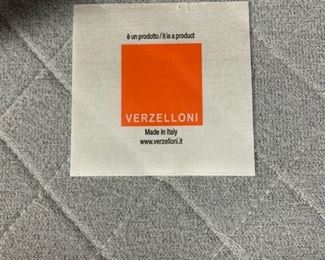 è un prodotto / it is a product
VERZELLONI
Made in Italy
www.verzelloni.it